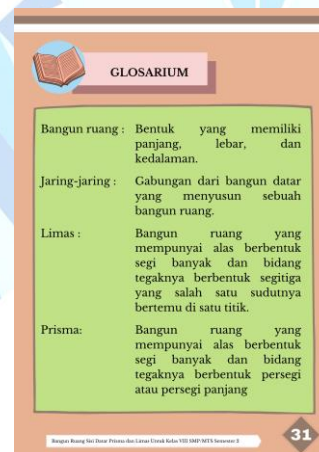 GLOSARIUM
Bangun ruang : Bentuk yang memiliki
panjang, lebar, dan
kedalaman.
Jaring-jaring : Gabungan dari bangun datar
yang menyusun sebuah
bangun ruang.
Limas : Bangun ruang yang
mempunyai alas berbentuk
segi banyak dan bidang
tegaknya berbentuk segitiga
yang salah satu sudutnya
bertemu di satu titik.
Prisma: Bangun ruang yang
mempunyai alas berbentuk
segi banyak dan bidang
tegaknya berbentuk persegi
atau persegi panjang
Bangun Ruang Sisi Datar Prisma dan Limas Untuk Kelas VIII SMP/MTS Semester II
31